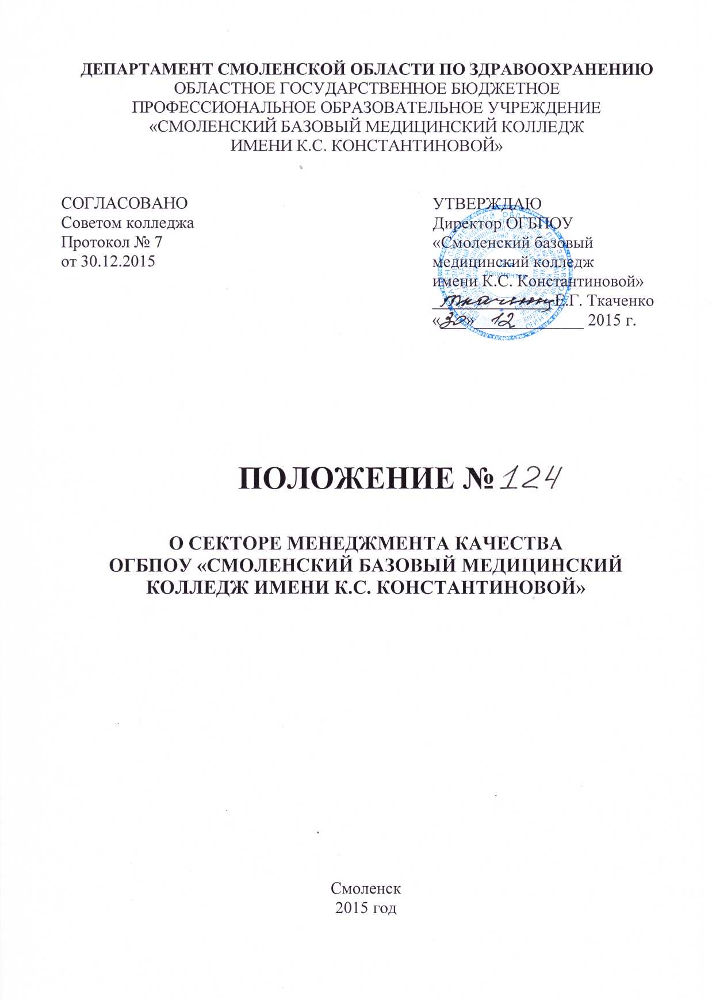 ДЕПАРТАМЕНТ СМОЛЕНСКОЙ ОБЛАСТИ ПО ЗДРАВООХРАНЕНИЮ
ОБЛАСТНОЕ ГОСУДАРСТВЕННОЕ БЮДЖЕТНОЕ
ПРОФЕССИОНАЛЬНОЕ ОБРАЗОВАТЕЛЬНОЕ УЧРЕЖДЕНИЕ
«СМОЛЕНСКИЙ БАЗОВЫЙ МЕДИЦИНСКИЙ КОЛЛЕДЖ
ИМЕНИ К.С. КОНСТАНТИНОВОЙ»
СОГЛАСОВАНО
Советом колледжа
Протокол № 7
от 30.12.2015
УТВЕРЖДАЮ
Директор ОГБПОУ
«Смоленский базовый
медицинский колледж
имени К.С. Константиновой»
Е.Г. Ткаченко
«30» 12 2015 г.
документов
ПОЛОЖЕНИЕ № 124
О СЕКТОРЕ МЕНЕДЖМЕНТА КАЧЕСТВА
ОГБПОУ «СМОЛЕНСКИЙ БАЗОВЫЙ МЕДИЦИНСКИЙ
КОЛЛЕДЖ ИМЕНИ К.С. КОНСТАНТИНОВОЙ»
Смоленск
2015 год